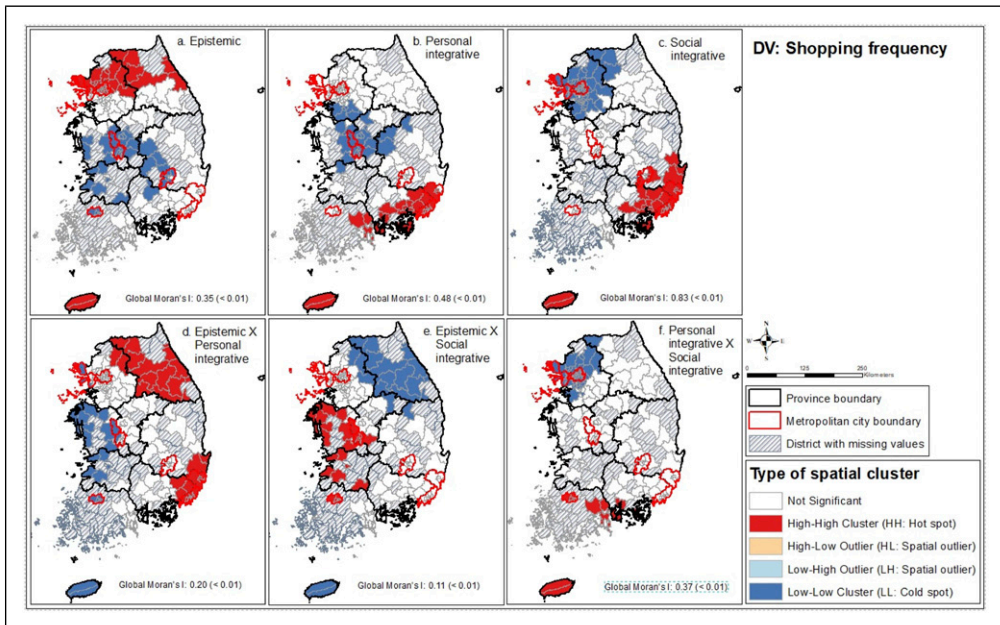 a. Epistemic
Global Moran's I: 0.35 (< 0.01)
b. Personal
integrative
Global Moran's I: 0.48 (< 0.01)
c. Social
integrative
Global Moran's I: 0.83 (< 0.01)
d. Epistemic X
Personal
integrative
Global Moran's I: 0.20 (< 0.01)
e. Epistemic X
Social
integrative
Global Moran's I: 0.11 (< 0.01)
f. Personal
integrative X
Social
integrative
Global Moran's I: 0.37 (< 0.01)
DV: Shopping frequency
N
W E
S
0 62.5 125 250
Kilometers
Province boundary
Metropolitan city boundary
District with missing values
Type of spatial cluster
Not Significant
High-High Cluster (HH: Hot spot)
High-Low Outlier (HL: Spatial outlier)
Low-High Outlier (LH: Spatial outlier)
Low-Low Cluster (LL: Cold spot)